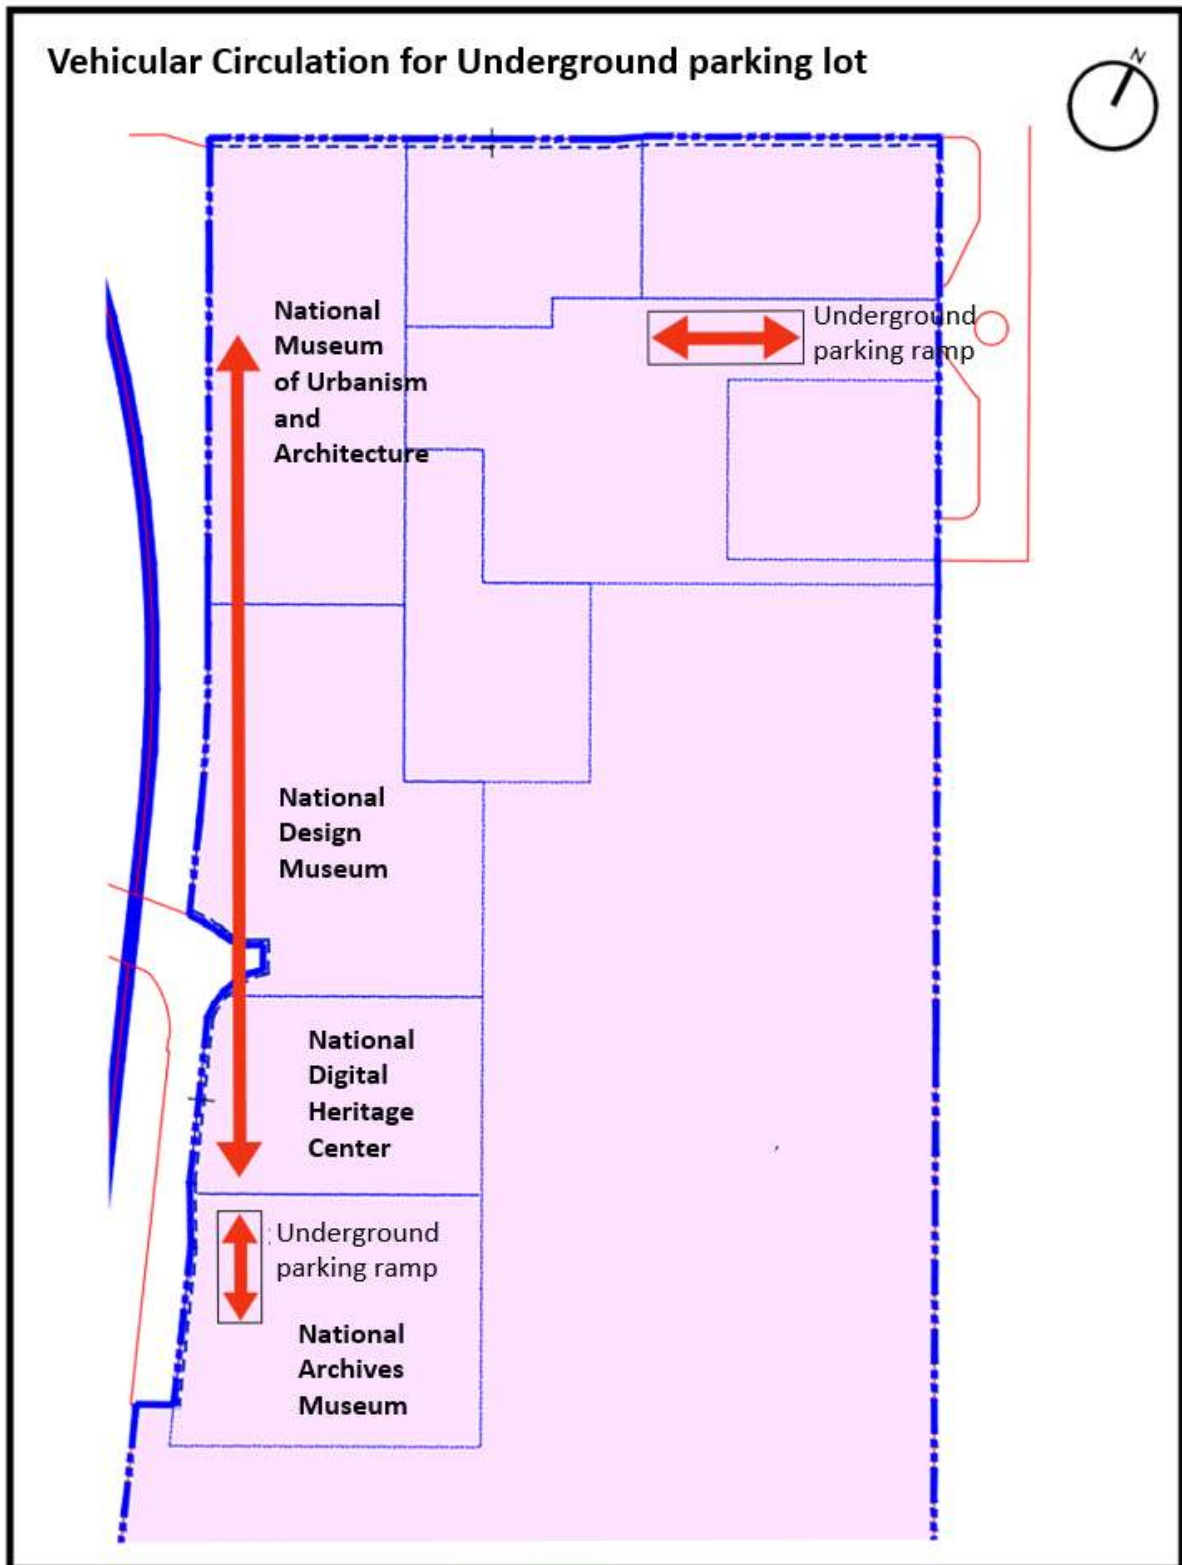 Vehicular Circulation for Underground parking lot
N
National
Museum
of Urbanism
and
Architecture
Underground
parking ramp
National
Design
Museum
National
Digital
Heritage
Center
Underground
parking ramp
National
Archives
Museum